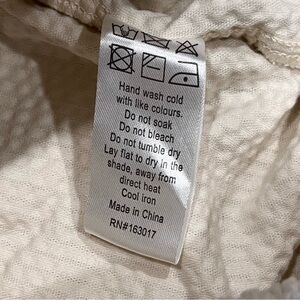 Hand wash cold
with like colours.
Do not soak
Do not bleach
Do not tumble dry
Lay flat to dry in the
shade, away from
direct heat
Cool iron
Made in China
RN#163017